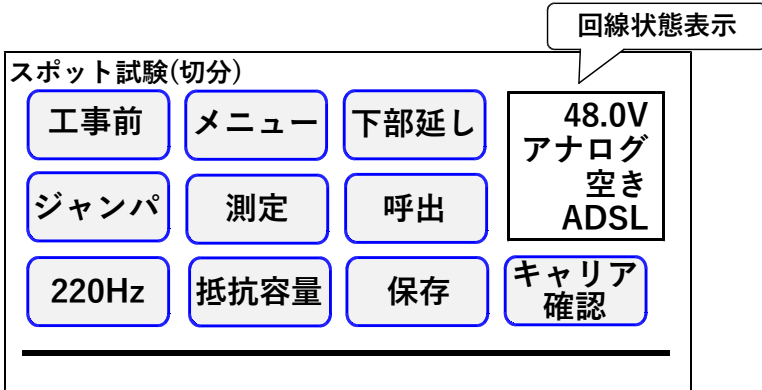 回線状態表示
スポット試験(切分)
工事前
メニュー
下部延し
48.0V
アナログ
空き
ADSL
ジャンパ
測定
呼出
220Hz
抵抗容量
保存
キャリア
確認